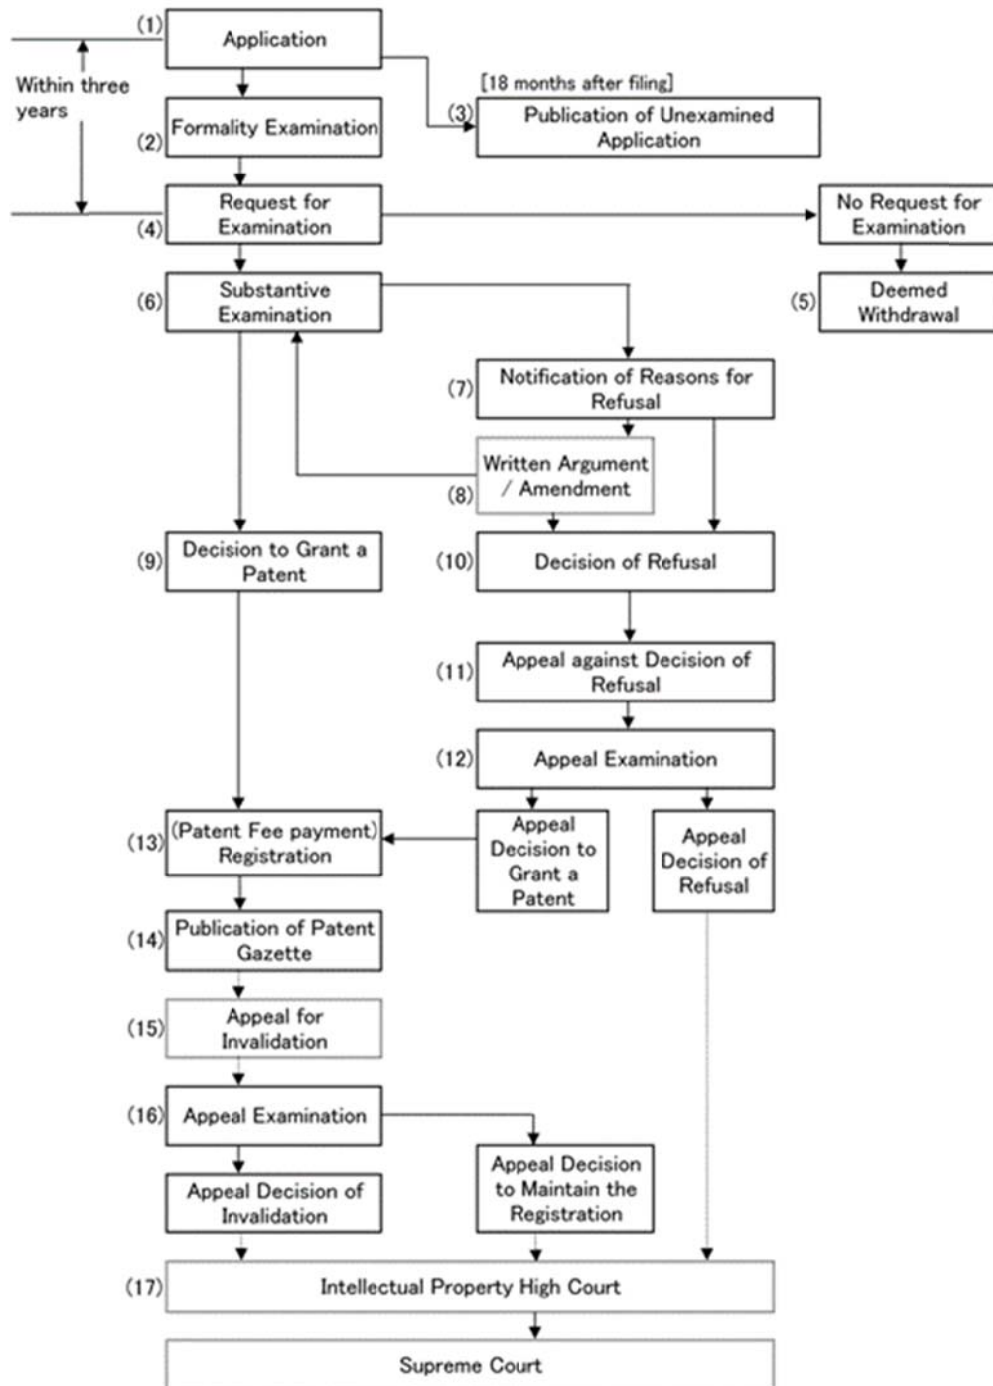 (1)
Application
Within three
years
[18 months after filing]
(3)
Publication of Unexamined
Application
(2)
Formality Examination
(4)
Request for
Examination
No Request for
Examination
(6)
Substantive
Examination
(5)
Deemed
Withdrawal
(7)
Notification of Reasons for
Refusal
(8)
Written Argument
/ Amendment
(9)
Decision to Grant a
Patent
(10)
Decision of Refusal
(11)
Appeal against Decision of
Refusal
(12)
Appeal Examination
(13)
(Patent Fee payment)
Registration
Appeal
Decision to
Grant a
Patent
Appeal
Decision of
Refusal
(14)
Publication of Patent
Gazette
(15)
Appeal for
Invalidation
(16)
Appeal Examination
Appeal Decision of
Invalidation
Appeal Decision
to Maintain the
Registration
(17)
Intellectual Property High Court
Supreme Court